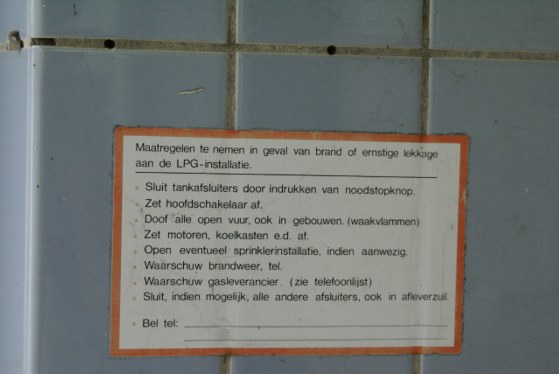 Maatregelen te nemen in geval van brand of ernstige lekkage
aan de LPG-installatie.
Sluit tankafsluiters door indrukken van noodstopknop.
Zet hoofdschakelaar af.
Doof alle open vuur, ook in gebouwen. (waakvlammen)
Zet motoren, koelkasten e.d. af.
Open eventueel sprinklerinstallatie, indien aanwezig.
Waarschuw brandweer, tel.
Waarschuw gasleverancier. (zie telefoonlijst)
Sluit, indien mogelijk, alle andere afsluiters, ook in afleverzuil.
Bel tel: